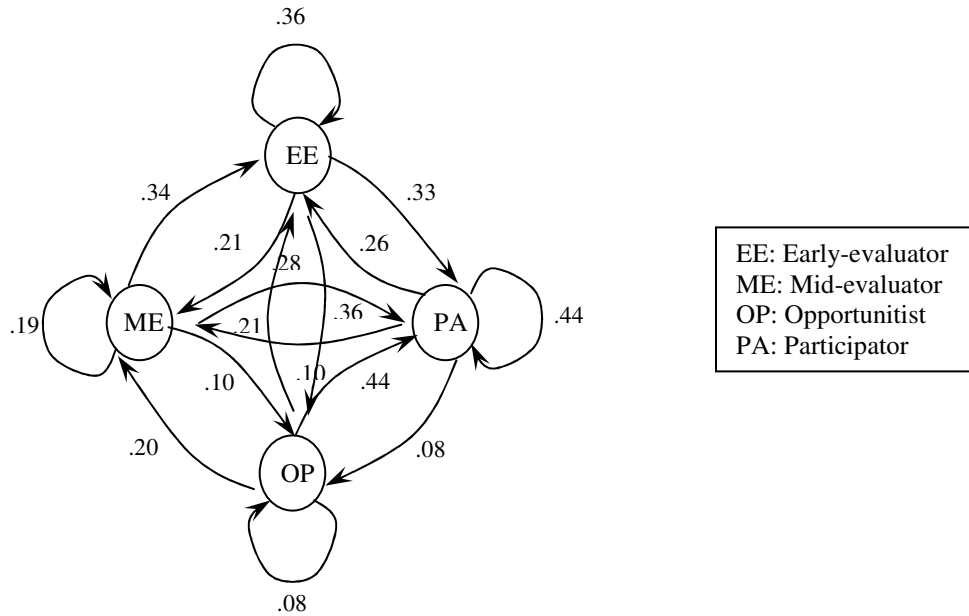 .36
EE
.34
.33
.21
.26
.28
.19
ME
.21
.36
PA
.44
.10
.10
.44
.20
.08
OP
.08
EE: Early-evaluator
ME: Mid-evaluator
OP: Opportunitist
PA: Participator